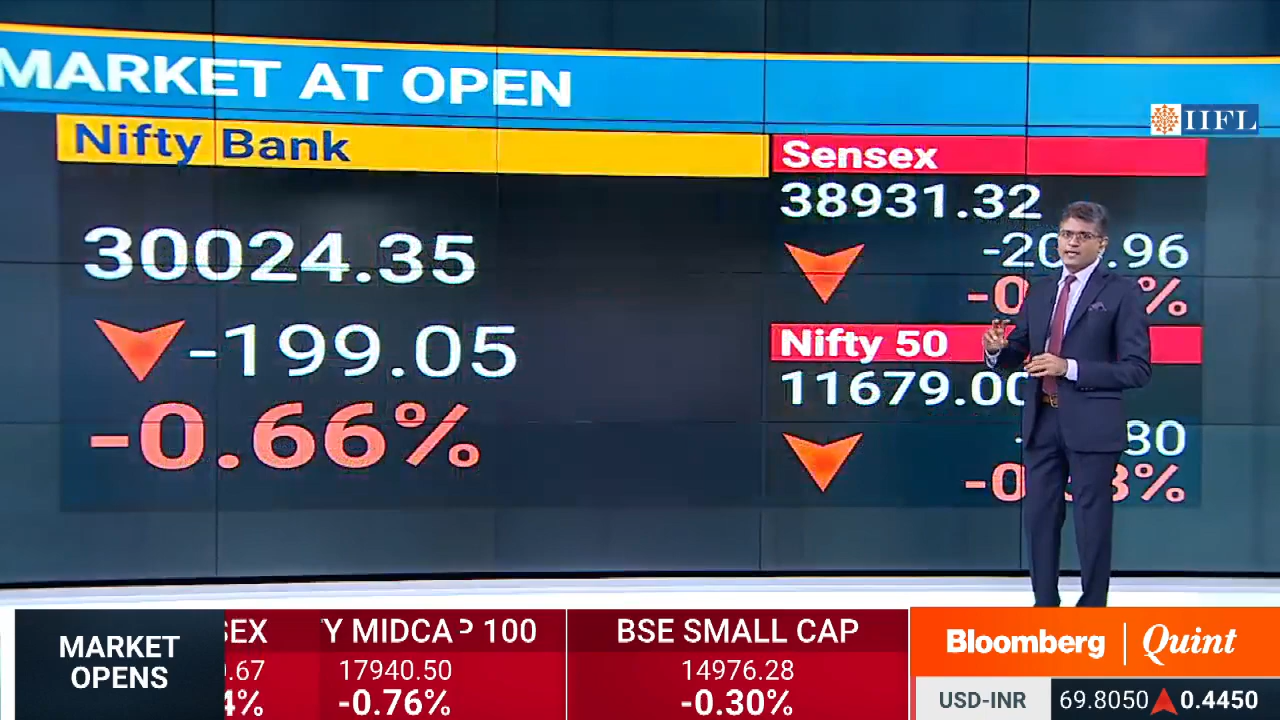 MARKET AT OPEN
IIFL
Nifty Bank
30024.35
-199.05
-0.66%
Sensex
38931.32
Nifty 50
MARKET
OPENS
MIDCA P 100
17940.50
-0.76%
BSE SMALL CAP
14976.28
-0.30%
Bloomberg | Quint
USD-INR
69.8050 0.4450